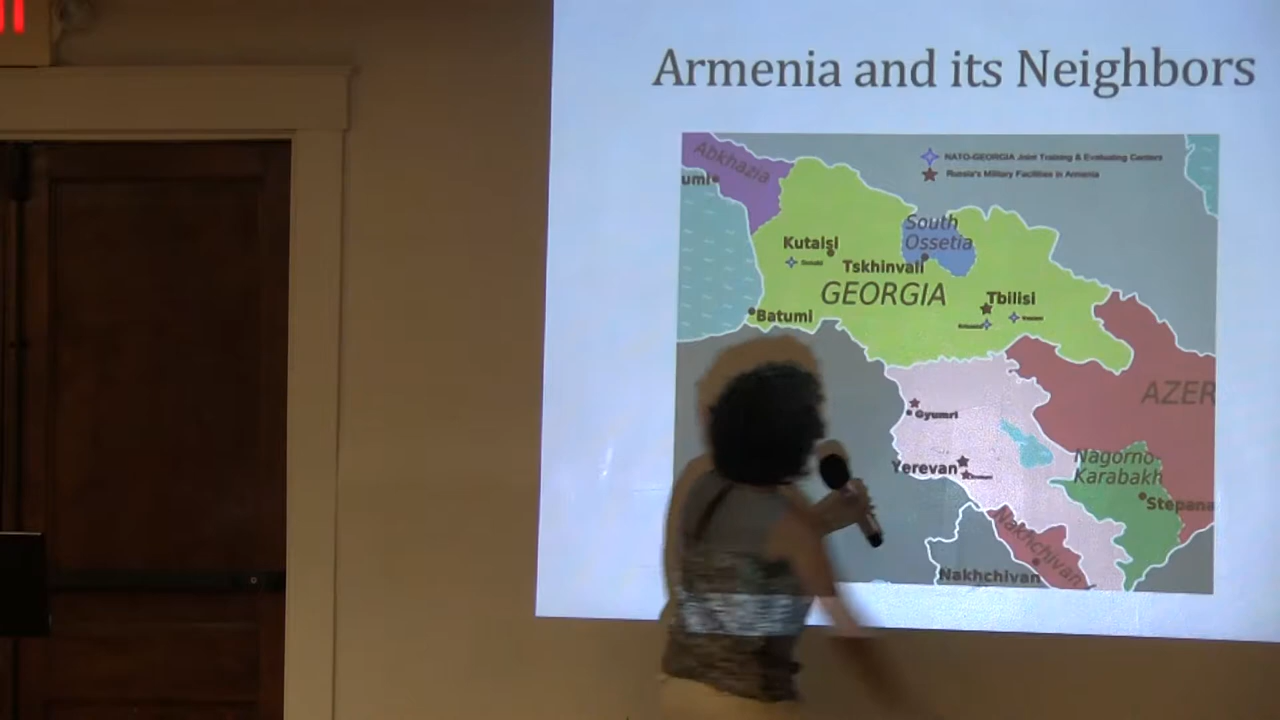 Armenia and its Neighbors
Abkhazia
NATO-GEORGIA Joint Training & Evaluating Centers
Russia's Military Facilities in Armenia
umi
South
Ossetia
Kutaisi
Tskhinvali
GEORGIA
Tbilisi
Batumi
AZER
Gyumri
Nagorno-
Karabakh
Yerevan
Stepana
Nakhchivan
Nakhchivan